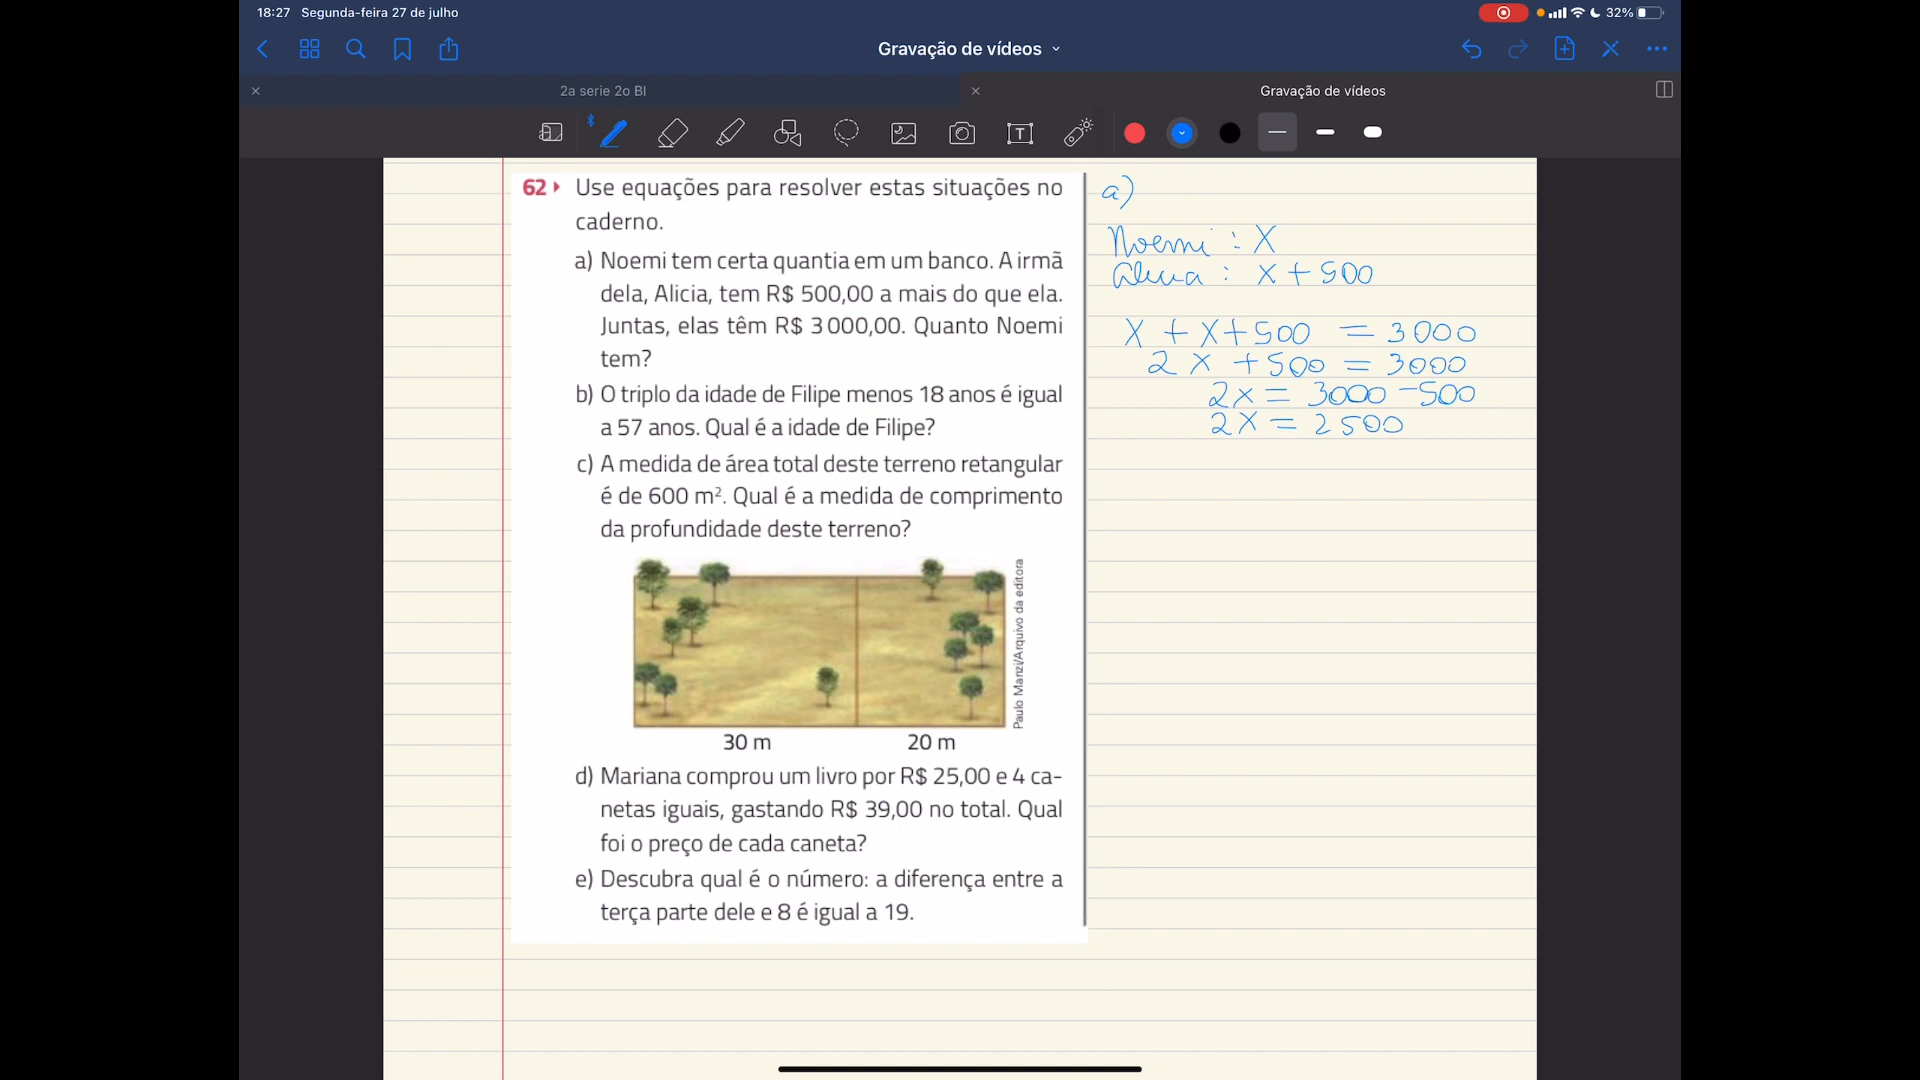 18:27 Segunda-feira 27 de julho
32%
Gravação de vídeos
2a serie 2o BI
Gravação de vídeos
62 Use equações para resolver estas situações no
caderno.
a) Noemi tem certa quantia em um banco. A irmã
dela, Alicia, tem R$ 500,00 a mais do que ela.
Juntas, elas têm R$ 3 000,00. Quanto Noemi
tem?
b) O triplo da idade de Filipe menos 18 anos é igual
a 57 anos. Qual é a idade de Filipe?
c) A medida de área total deste terreno retangular
é de 600 m². Qual é a medida de comprimento
da profundidade deste terreno?
Paulo Manzi/Arquivo da editora
30 m 20 m
d) Mariana comprou um livro por R$ 25,00 e 4 ca-
netas iguais, gastando R$ 39,00 no total. Qual
foi o preço de cada caneta?
e) Descubra qual é o número: a diferença entre a
terça parte dele e 8 é igual a 19.
a)
Noemi : X
: x + 500
X + X + 500 = 3000
2 X + 500 = 3000
2x = 3000 - 500
2X = 2500